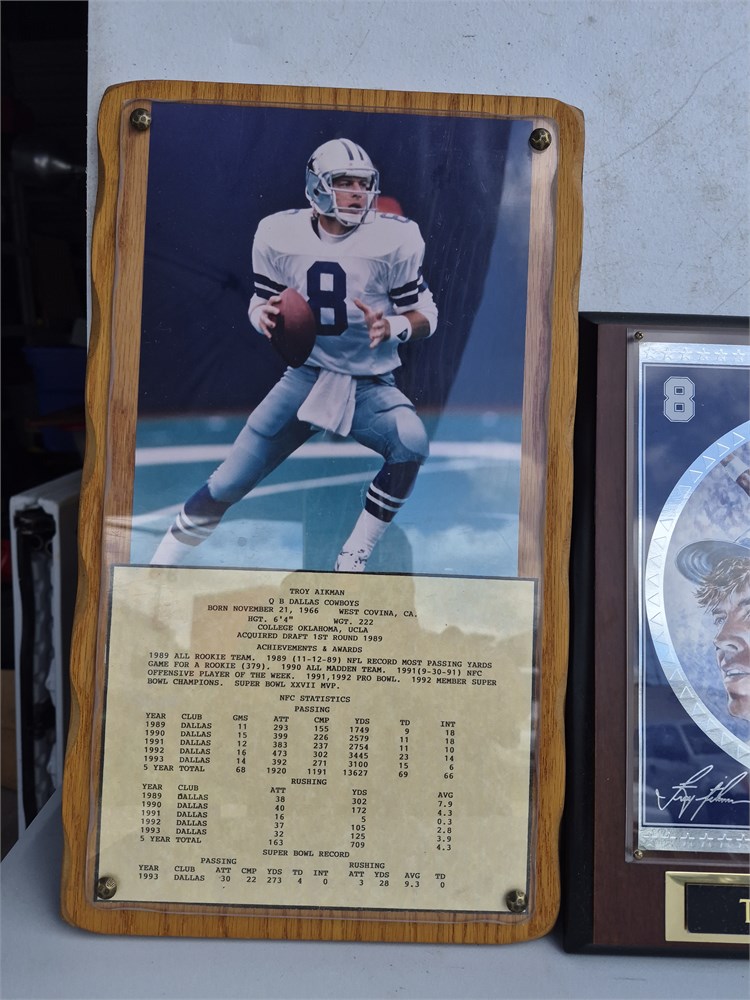 8
8
TROY AIKMAN
Q B DALLAS COWBOYS
BORN NOVEMBER 21, 1966 WEST COVINA, CA.
HGT. 6'4" WGT. 222
COLLEGE OKLAHOMA, UCLA
ACQUIRED DRAFT 1ST ROUND 1989
ACHIEVEMENTS & AWARDS
1989 ALL ROOKIE TEAM. 1989 (11-12-89) NFL RECORD MOST PASSING YARDS
GAME FOR A ROOKIE (379). 1990 ALL MADDEN TEAM. 1991(9-30-91) NFC
OFFENSIVE PLAYER OF THE WEEK. 1991,1992 PRO BOWL. 1992 MEMBER SUPER
BOWL CHAMPIONS. SUPER BOWL XXVII MVP.
NFC STATISTICS
PASSING
YEAR CLUB GMS ATT CMP YDS TD INT
1989 DALLAS 11 293 155 1749 9 18
1990 DALLAS 15 399 226 2579 11 18
1991 DALLAS 12 383 237 2754 11 10
1992 DALLAS 16 473 302 3445 23 14
1993 DALLAS 14 392 271 3100 15 6
5 YEAR TOTAL 68 1920 1191 13627 69 66
RUSHING
YEAR CLUB ATT YDS AVG
1989 DALLAS 38 302 7.9
1990 DALLAS 40 172 4.3
1991 DALLAS 16 5 0.3
1992 DALLAS 37 105 2.8
1993 DALLAS 32 125 3.9
5 YEAR TOTAL 163 709 4.3
SUPER BOWL RECORD
PASSING RUSHING
YEAR CLUB ATT CMP YDS TD INT ATT YDS AVG TD
1993 DALLAS 30 22 273 4 0 3 28 9.3 0
8
Troy Aikman
T